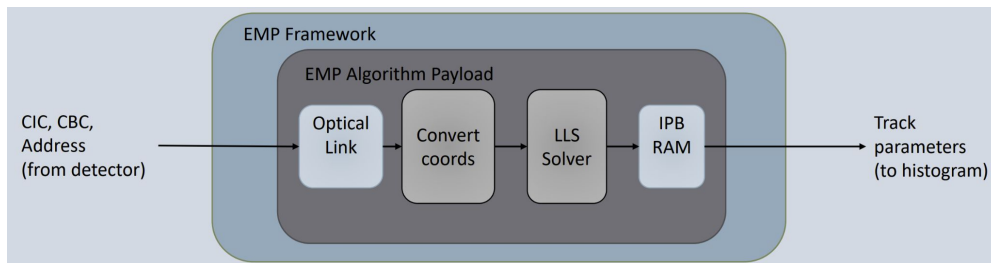 EMP Framework
EMP Algorithm Payload
CIC, CBC,
Address
(from detector)
Optical
Link
Convert
coords
LLS
Solver
IPB
RAM
Track
parameters
(to histogram)